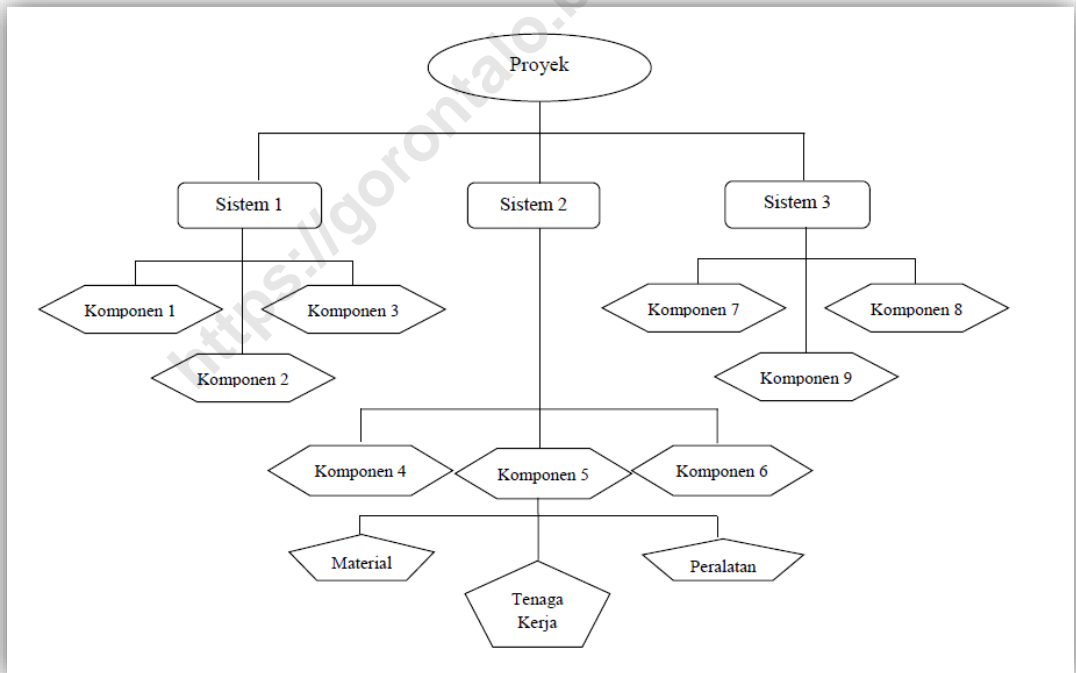 Proyek
Sistem 1
Sistem 2
Sistem 3
Komponen 1
Komponen 3
Komponen 7
Komponen 8
Komponen 2
Komponen 9
Komponen 4
Komponen 5
Komponen 6
Material
Tenaga
Kerja
Peralatan
https://gorontalo.b